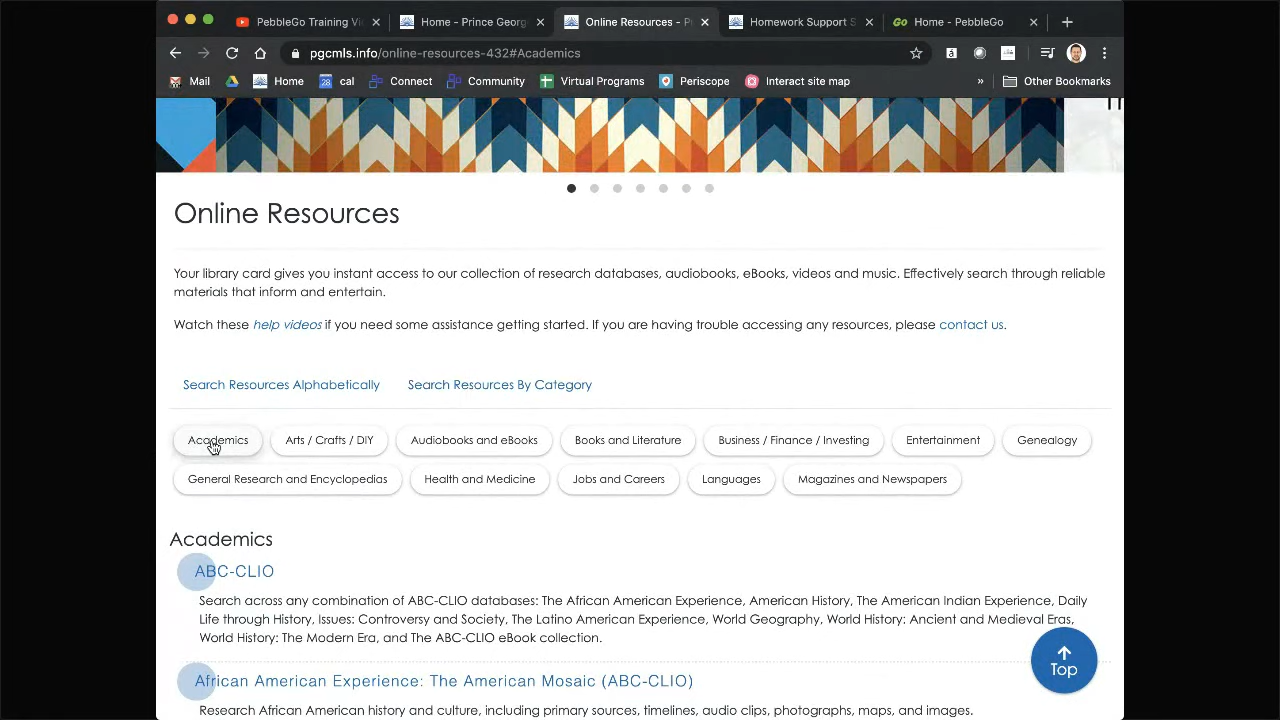 PebbleGo Training Vi
Home - Prince Georg
Online Resources - P
Homework Support S
Go Home - PebbleGo
pgcmls.info/online-resources-432#Academics
Mail
Home
28 cal
Connect
Community
Virtual Programs
Periscope
Interact site map
»
Other Bookmarks
Online Resources
Your library card gives you instant access to our collection of research databases, audiobooks, eBooks, videos and music. Effectively search through reliable
materials that inform and entertain.
Watch these help videos if you need some assistance getting started. If you are having trouble accessing any resources, please contact us.
Search Resources Alphabetically
Search Resources By Category
Academics
Arts / Crafts / DIY
Audiobooks and eBooks
Books and Literature
Business / Finance / Investing
Entertainment
Genealogy
General Research and Encyclopedias
Health and Medicine
Jobs and Careers
Languages
Magazines and Newspapers
Academics
ABC-CLIO
Search across any combination of ABC-CLIO databases: The African American Experience, American History, The American Indian Experience, Daily
Life through History, Issues: Controversy and Society, The Latino American Experience, World Geography, World History: Ancient and Medieval Eras,
World History: The Modern Era, and The ABC-CLIO eBook collection.
Top
African American Experience: The American Mosaic (ABC-CLIO)
Research African American history and culture, including primary sources, timelines, audio clips, photographs, maps, and images.